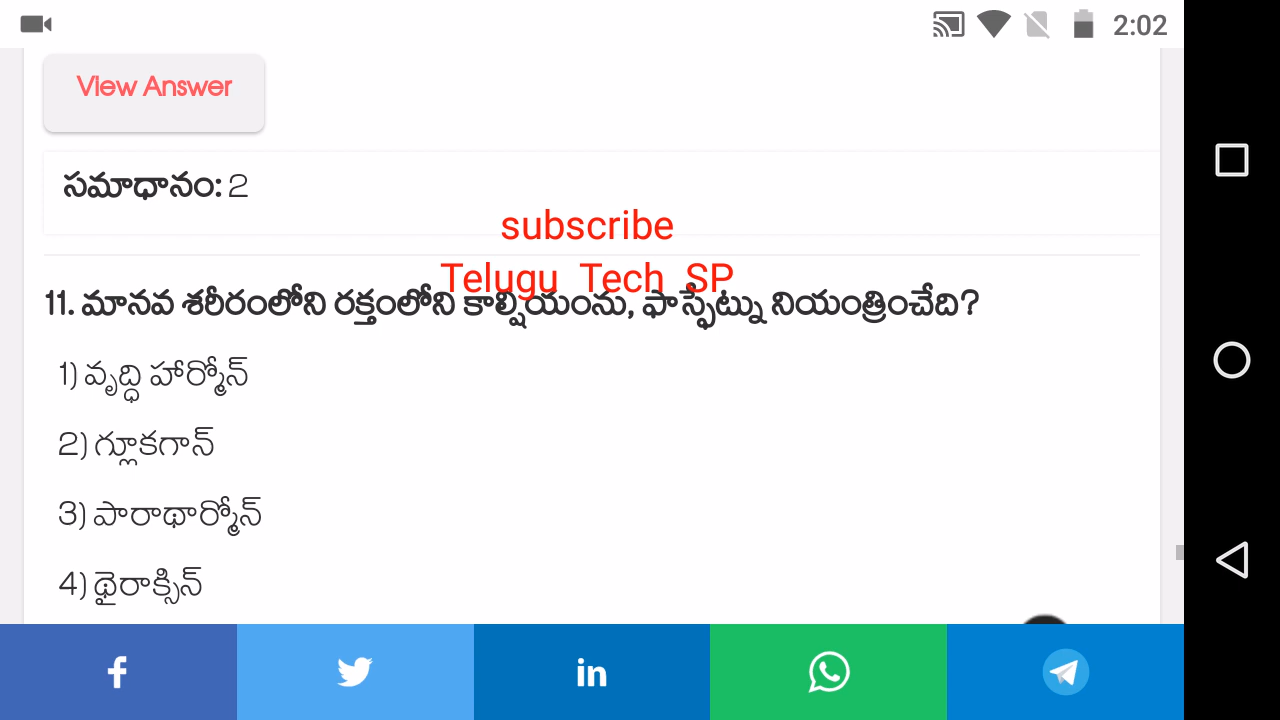 2:02
View Answer
సమాధానం: 2
subscribe
Telugu Tech SP
11. మానవ శరీరంలోని రక్తంలోని కాల్షియంను, ఫాస్ఫేట్ను నియంత్రించేది?
1) వృద్ధి హార్మోన్
2) గ్లూకగాన్
3) పారాథార్మోన్
4) థైరాక్సిన్